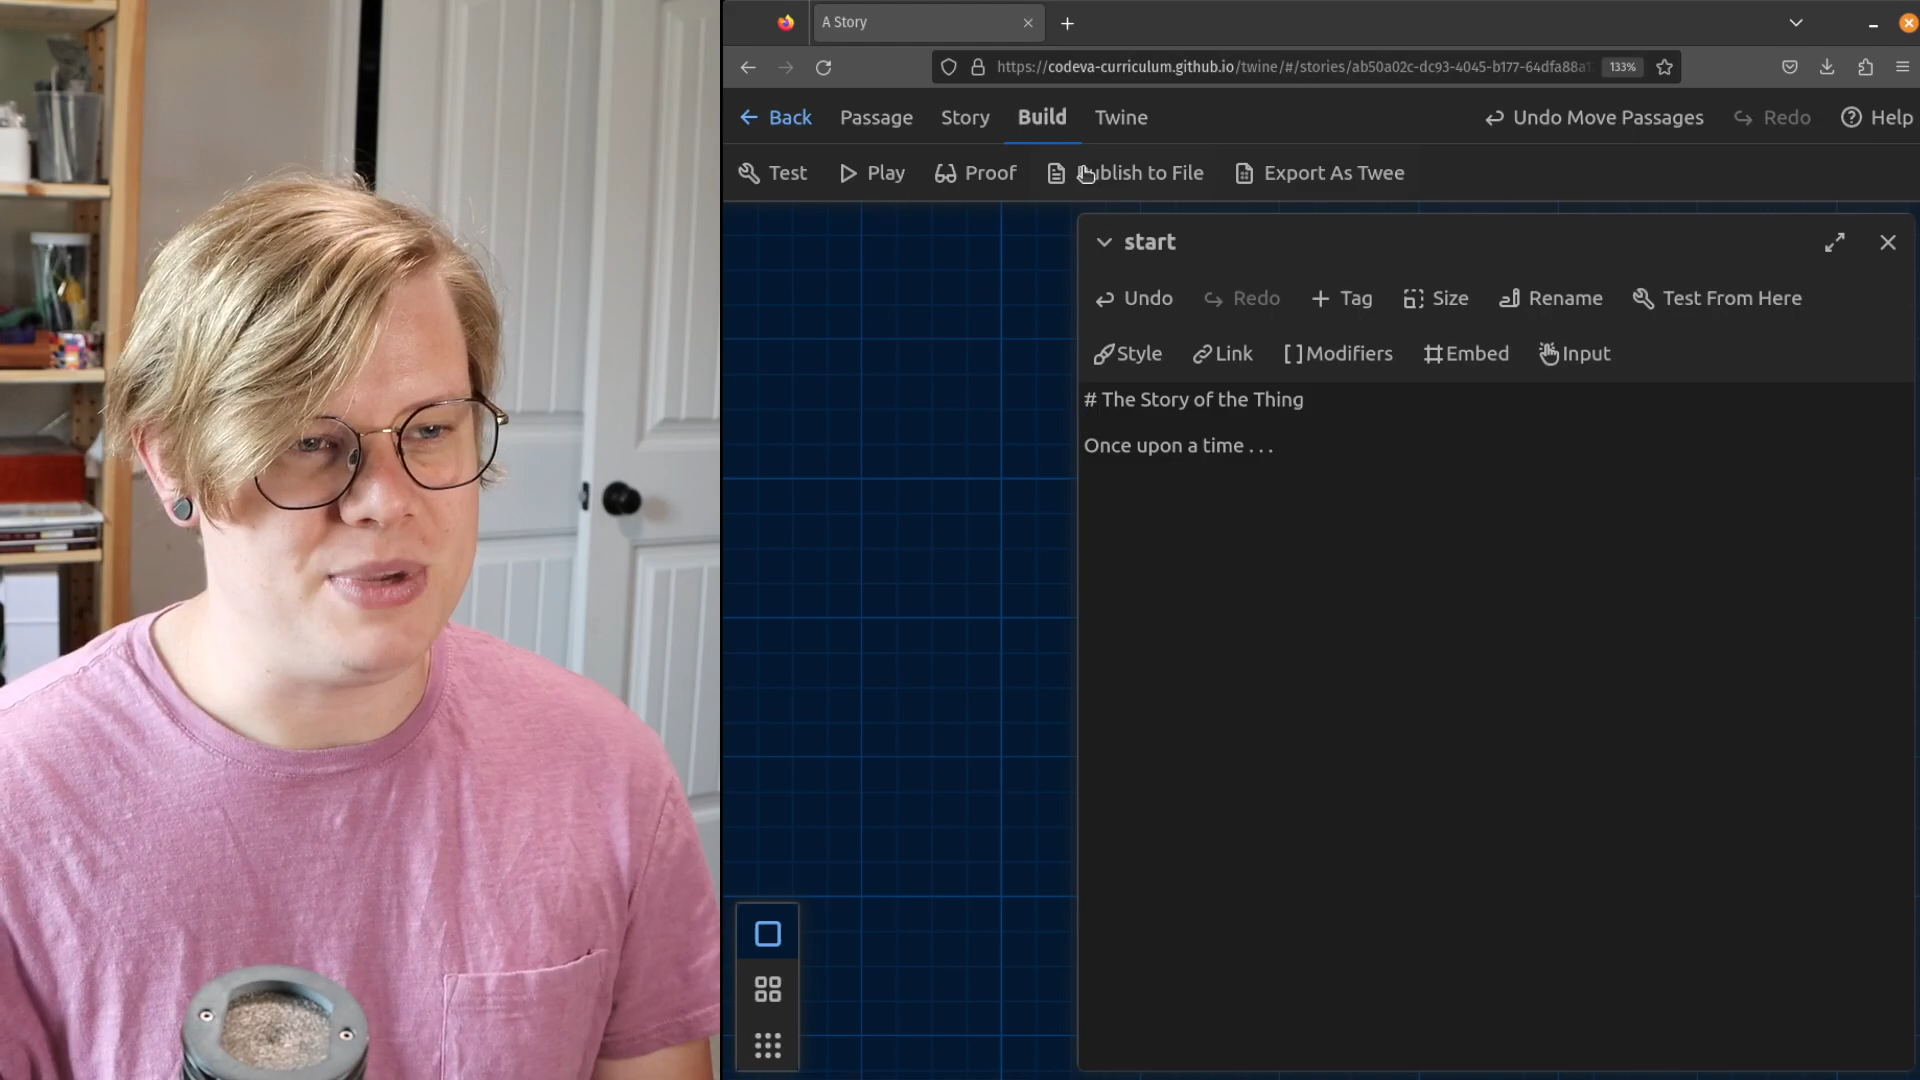 A Story
https://codeva-curriculum.github.io/twine/#/stories/ab50a02c-dc93-4045-b177-64dfa88a1
133%
Back Passage Story Build Twine Undo Move Passages Redo Help
Test Play Proof Publish to File Export As Twee
start
Undo Redo + Tag Size Rename Test From Here
Style Link [ ]Modifiers Embed Input
# The Story of the Thing
Once upon a time . . .